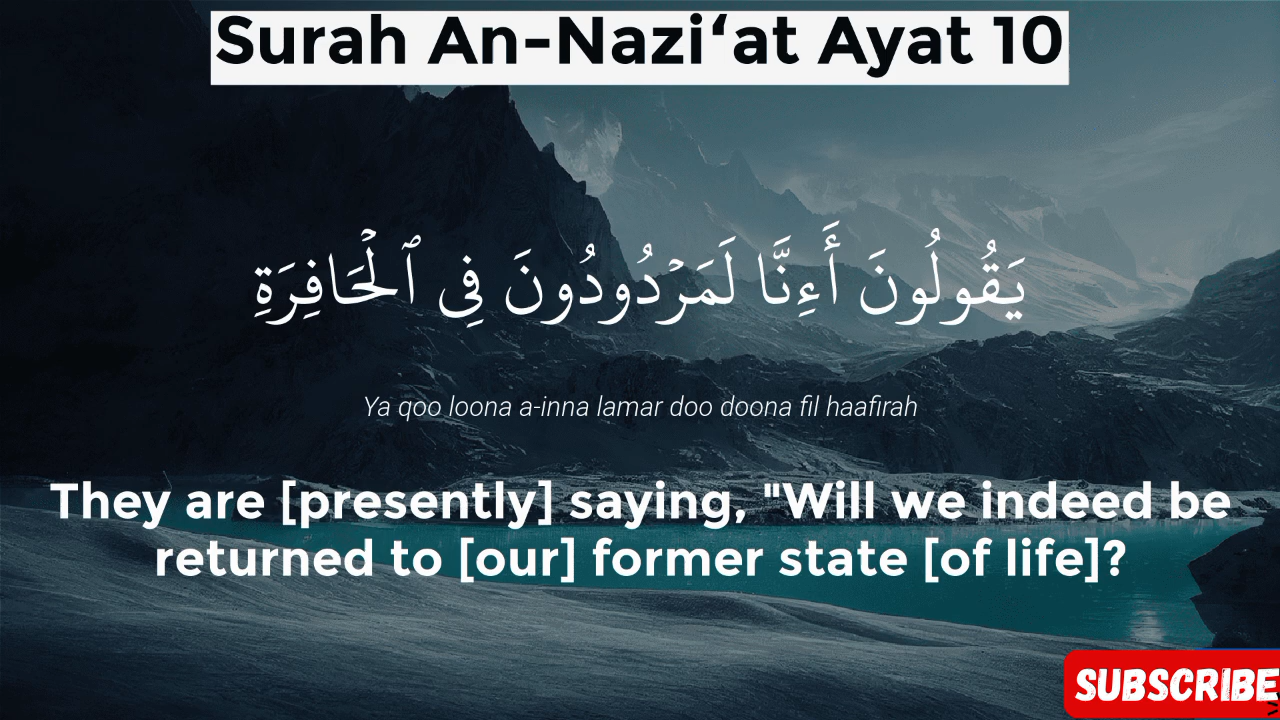 Surah An-Nazi‘at Ayat 10
يَقُولُونَ أَءِنَّا لَمَرْدُودُونَ فِى ٱلْحَافِرَةِ
Ya qoo loona a-inna lamar doo doona fil haafirah
They are [presently] saying, "Will we indeed be
returned to [our] former state [of life]?
SUBSCRIBE